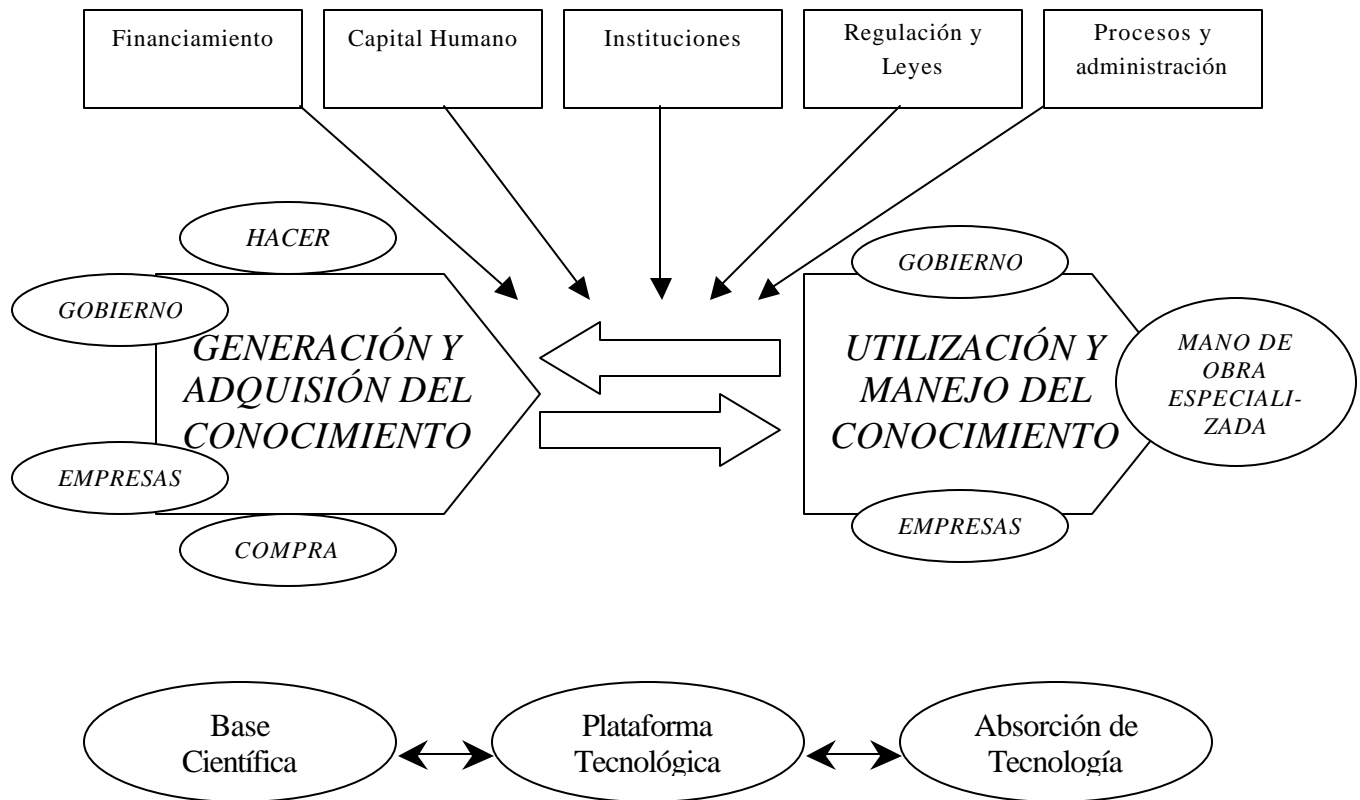 Financiamiento
Capital Humano
Instituciones
Regulación y
Leyes
Procesos y
administración
HACER
GOBIERNO
GENERACIÓN Y
ADQUISIÓN DEL
CONOCIMIENTO
EMPRESAS
COMPRA
GOBIERNO
UTILIZACIÓN Y
MANEJO DEL
CONOCIMIENTO
MANO DE
OBRA
ESPECIALI-
ZADA
EMPRESAS
Base
Científica
Plataforma
Tecnológica
Absorción de
Tecnología